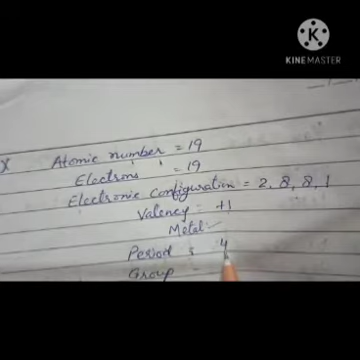 K
KINEMASTER
X Atomic number = 19
Electrons = 19
Electronic configuration = 2, 8, 8, 1
Valency = +1
Metal
Period = 4
Group